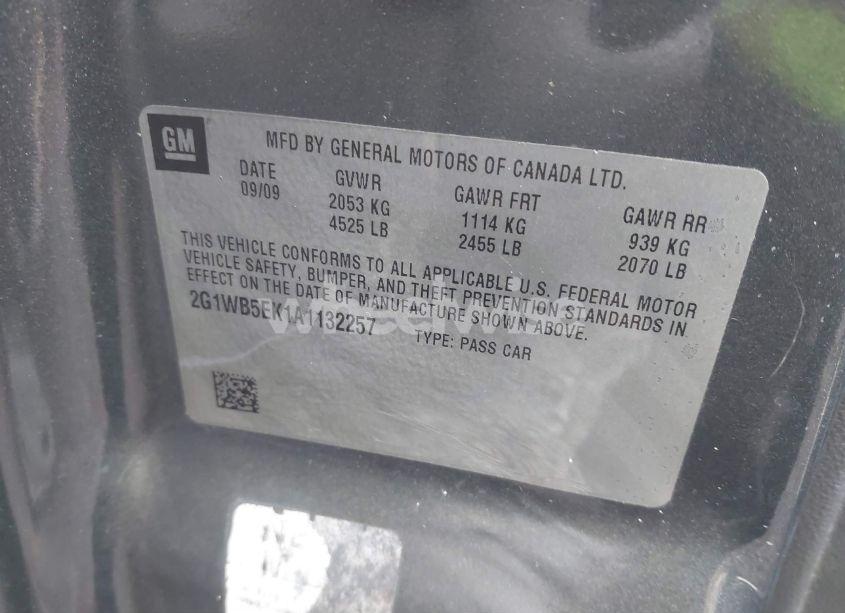 GM
MFD BY GENERAL MOTORS OF CANADA LTD.
DATE GVWR GAWR FRT GAWR RR
09/09 2053 KG 1114 KG 939 KG
4525 LB 2455 LB 2070 LB
THIS VEHICLE CONFORMS TO ALL APPLICABLE U.S. FEDERAL MOTOR
VEHICLE SAFETY, BUMPER, AND THEFT PREVENTION STANDARDS IN
EFFECT ON THE DATE OF MANUFACTURE SHOWN ABOVE.
2G1WB5EK1A1132257 TYPE: PASS CAR